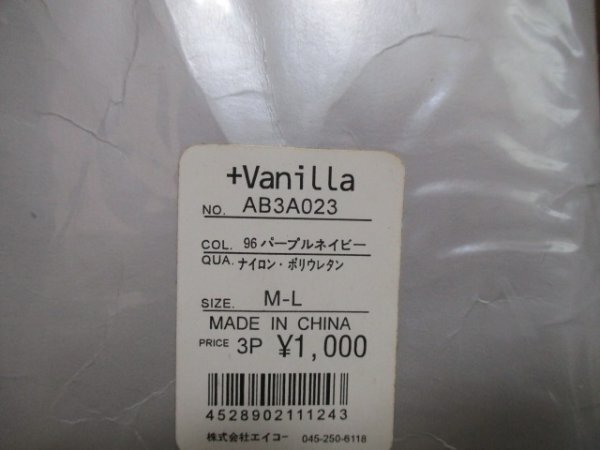 +Vanilla
NO. AB3A023
COL. 96 パープルネイビー
QUA. ナイロン・ポリウレタン
SIZE. M-L
MADE IN CHINA
PRICE 3P ¥1,000
4528902111243
株式会社エイコー 045-250-6118